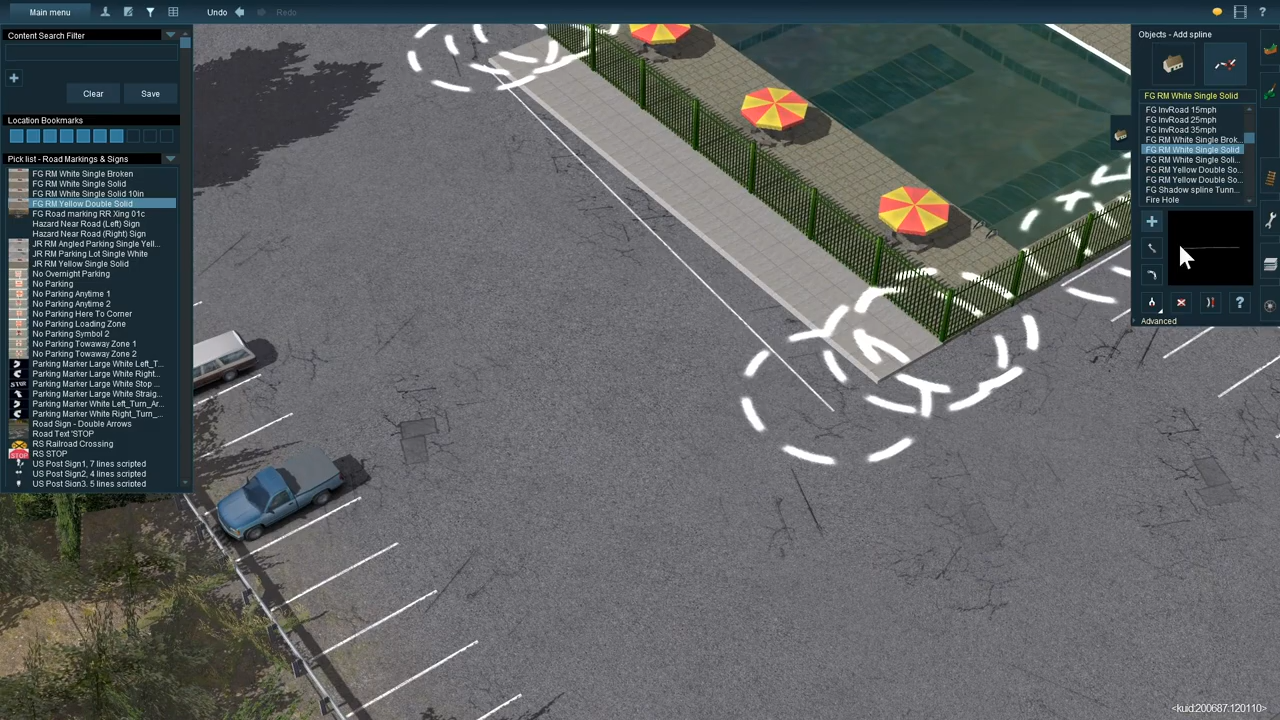 Main menu
Undo
Redo
?
Content Search Filter
Clear
Save
Location Bookmarks
Pick list - Road Markings & Signs
FG RM White Single Broken
FG RM White Single Solid
FG RM White Single Solid 10in
FG RM Yellow Double Solid
FG Road marking RR Xing 01c
Hazard Near Road (Left) Sign
Hazard Near Road (Right) Sign
JR RM Angled Parking Single Yell...
JR RM Parking Lot Single White
JR RM Yellow Single Solid
No Overnight Parking
No Parking
No Parking Anytime 1
No Parking Anytime 2
No Parking Here To Corner
No Parking Loading Zone
No Parking Symbol 2
No Parking Towaway Zone 1
No Parking Towaway Zone 2
Parking Marker Large White Left_T...
Parking Marker Large White Right...
Parking Marker Large White Stop ...
Parking Marker Large White Straig...
Parking Marker White Left_Turn_Ar...
Parking Marker White Right_Turn_...
Road Sign - Double Arrows
Road Text 'STOP'
RS Railroad Crossing
RS STOP
STOP
US Post Sign1, 7 lines scripted
US Post Sign2, 4 lines scripted
US Post Sign3, 5 lines scripted
Objects - Add spline
FG RM White Single Solid
FG InvRoad 15mph
FG InvRoad 25mph
FG InvRoad 35mph
FG RM White Single Brok...
FG RM White Single Solid
FG RM White Single Soli...
FG RM Yellow Double So...
FG RM Yellow Double So...
FG Shadow spline Tunn...
Fire Hole
?
Advanced
<kuid:200687:120110>